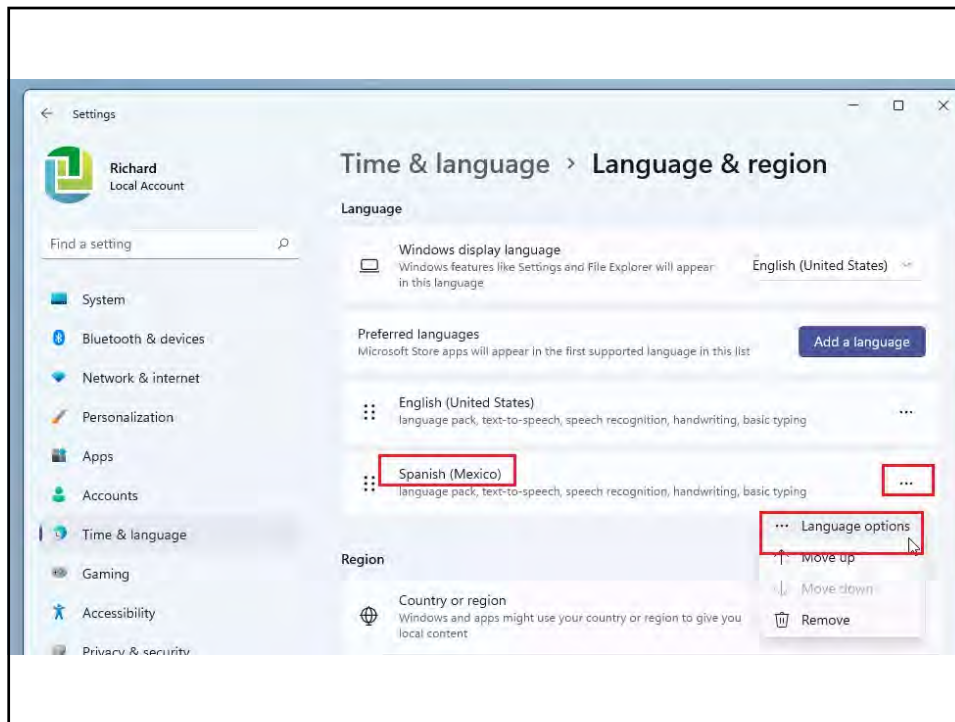 Settings
Richard
Local Account
Find a setting
System
Bluetooth & devices
Network & internet
Personalization
Apps
Accounts
Time & language
Gaming
Accessibility
Privacy & security
Time & language > Language & region
Language
Windows display language
Windows features like Settings and File Explorer will appear
in this language
English (United States)
Preferred languages
Microsoft Store apps will appear in the first supported language in this list
Add a language
English (United States)
language pack, text-to-speech, speech recognition, handwriting, basic typing
Spanish (Mexico)
language pack, text-to-speech, speech recognition, handwriting, basic typing
Language options
Move up
Move down
Remove
Region
Country or region
Windows and apps might use your country or region to give you
local content